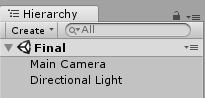 Hierarchy
Create All
Final
Main Camera
Directional Light